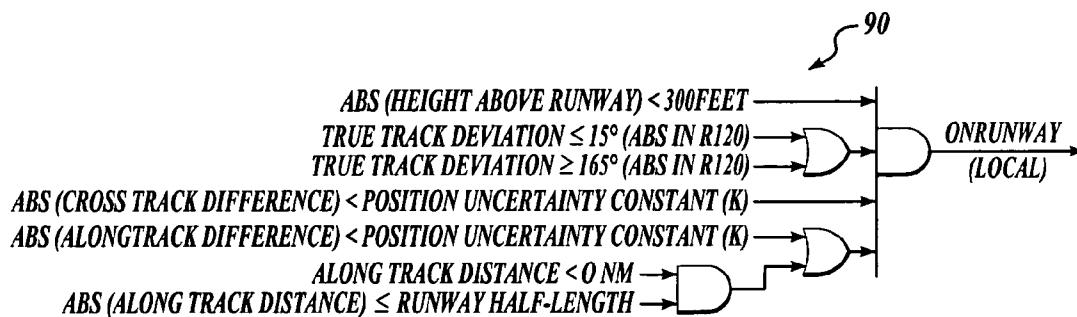 90
ABS (HEIGHT ABOVE RUNWAY) < 300FEET
TRUE TRACK DEVIATION ≤ 15° (ABS IN R120)
TRUE TRACK DEVIATION ≥ 165° (ABS IN R120)
ONRUNWAY
(LOCAL)
ABS (CROSS TRACK DIFFERENCE) < POSITION UNCERTAINTY CONSTANT (K)
ABS (ALONGTRACK DIFFERENCE) < POSITION UNCERTAINTY CONSTANT (K)
ALONG TRACK DISTANCE < 0 NM
ABS (ALONG TRACK DISTANCE) ≤ RUNWAY HALF-LENGTH